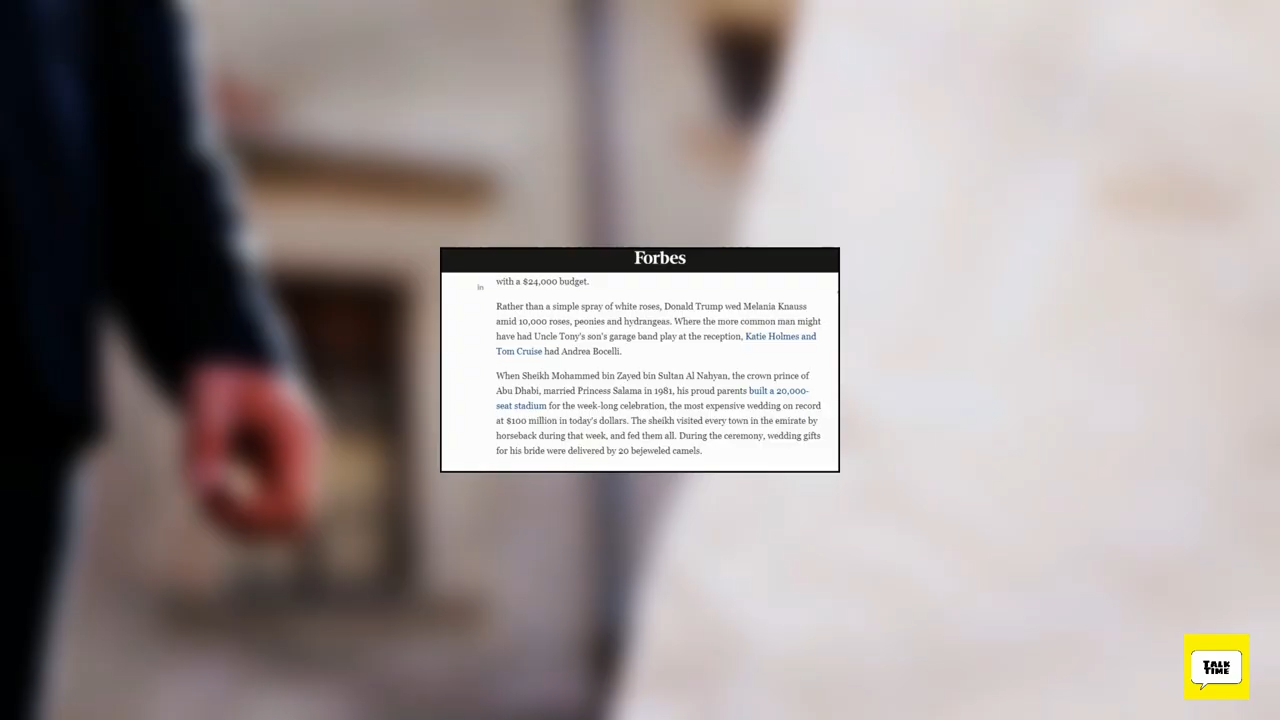 Forbes
with a $24,000 budget.
in
Rather than a simple spray of white roses, Donald Trump wed Melania Knauss
amid 10,000 roses, peonies and hydrangeas. Where the more common man might
have had Uncle Tony's son's garage band play at the reception, Katie Holmes and
Tom Cruise had Andrea Bocelli.
When Sheikh Mohammed bin Zayed bin Sultan Al Nahyan, the crown prince of
Abu Dhabi, married Princess Salama in 1981, his proud parents built a 20,000-
seat stadium for the week-long celebration, the most expensive wedding on record
at $100 million in today's dollars. The sheikh visited every town in the emirate by
horseback during that week, and fed them all. During the ceremony, wedding gifts
for his bride were delivered by 20 bejeweled camels.
TALK
TIME